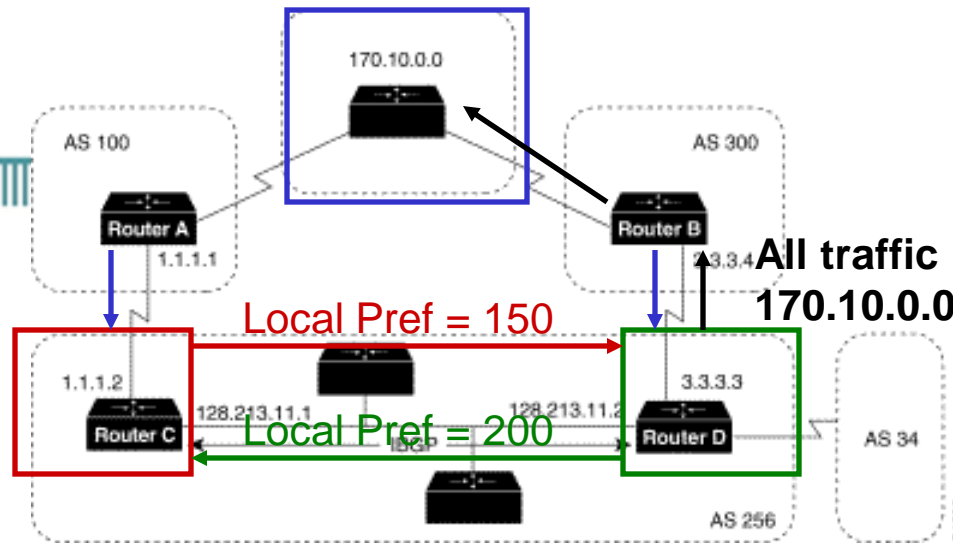 170.10.0.0
AS 100
AS 300
Router A
Router B
1.1.1.1
3.3.4
All traffic
170.10.0.0
Local Pref = 150
1.1.1.2
3.3.3.3
128.213.11.1
128.213.11.2
Router C
Local Pref = 200
IBGP
Router D
AS 34
AS 256